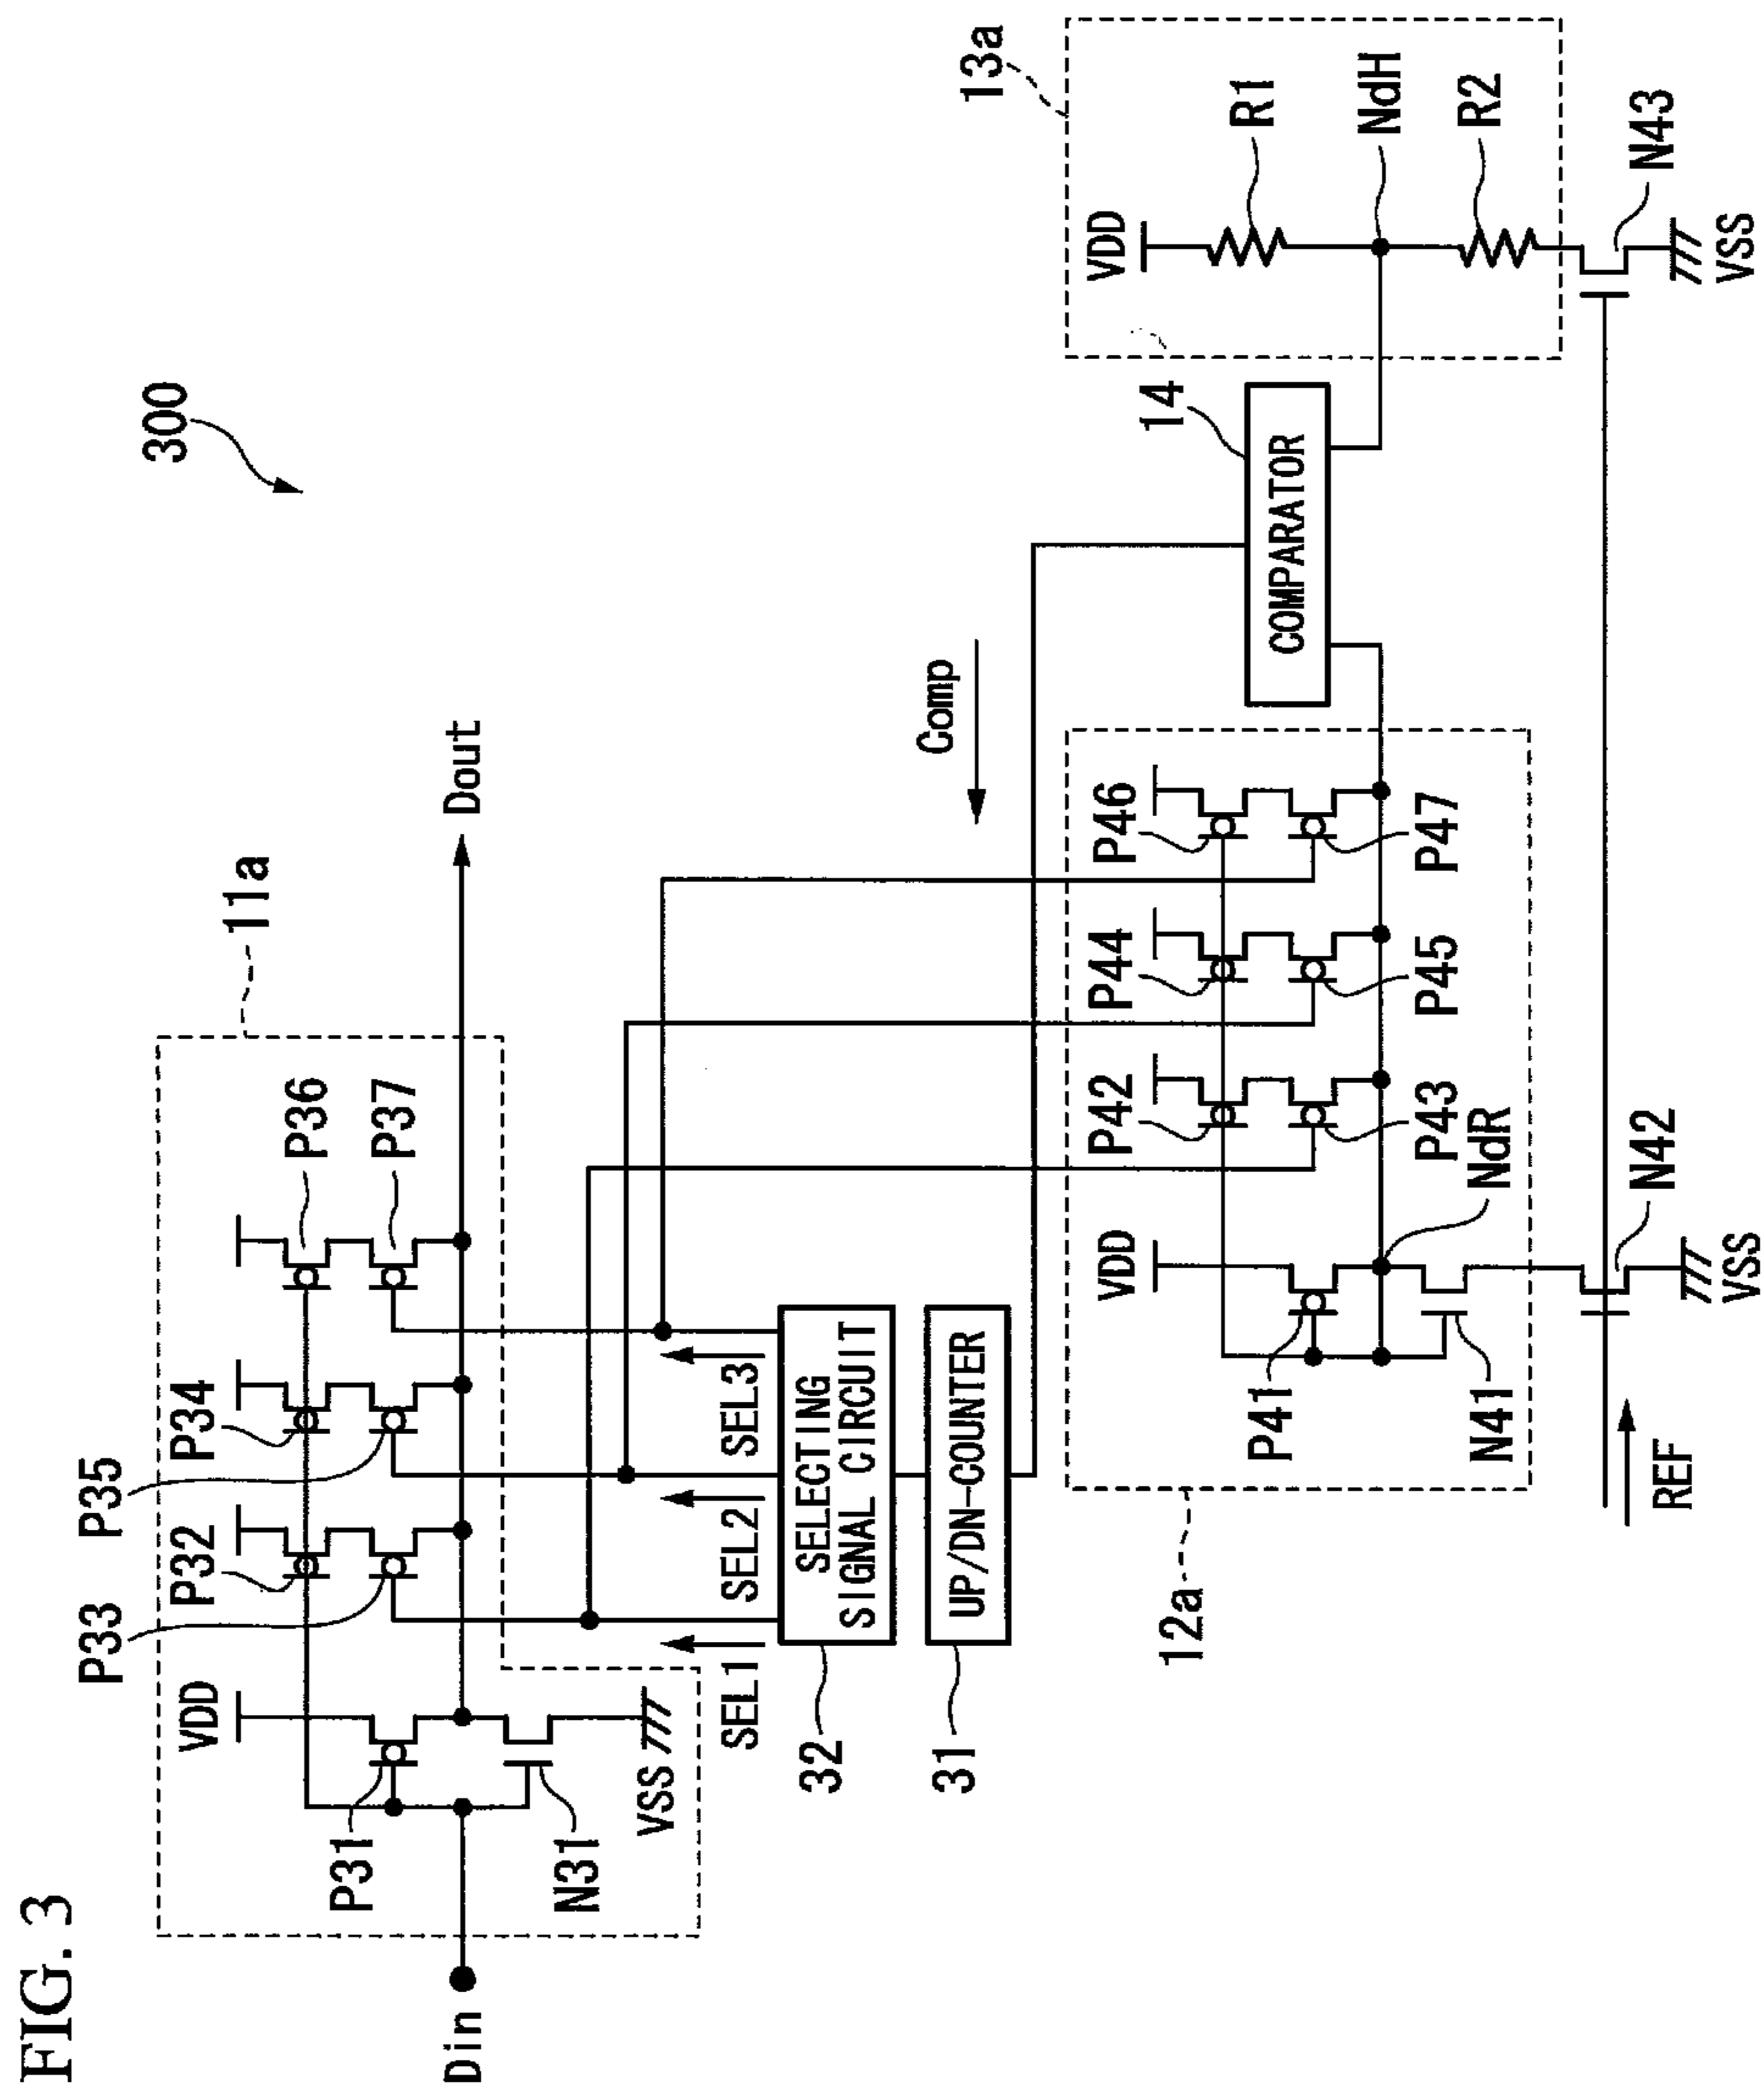 FIG. 3
300
11a
Din
Dout
VDD
P31
N31
VSS
P32
P33
P34
P35
P36
P37
SEL1
SEL2
SEL3
32
SELECTING
SIGNAL CIRCUIT
31
UP/DN-COUNTER
Comp
14
COMPARATOR
12a
VDD
P41
N41
P42
P43
P44
P45
P46
P47
NdR
N42
VSS
REF
13a
VDD
R1
NdH
R2
N43
VSS